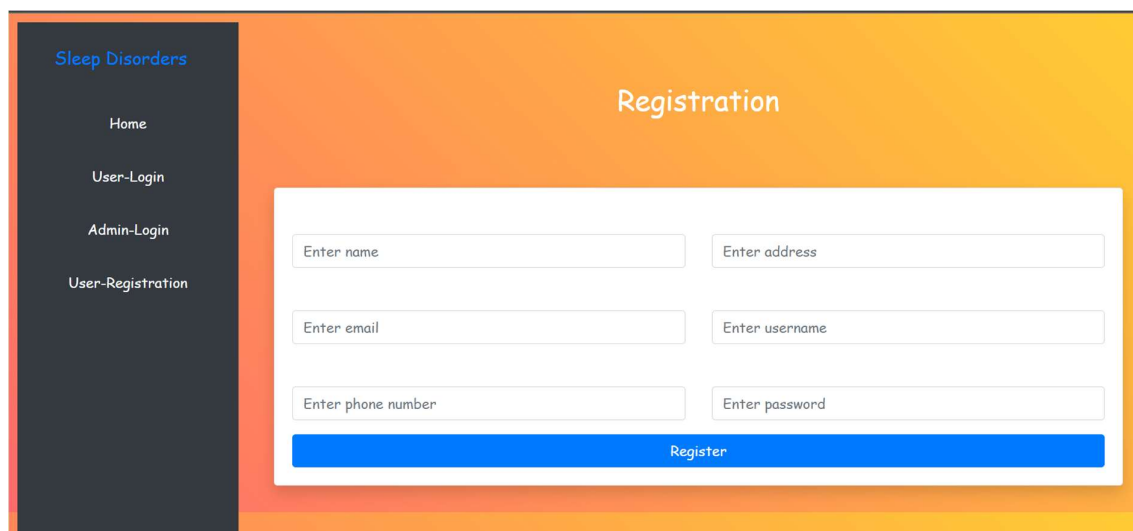 Sleep Disorders
Home
User-Login
Admin-Login
User-Registration
Registration
Enter name
Enter address
Enter email
Enter username
Enter phone number
Enter password
Register